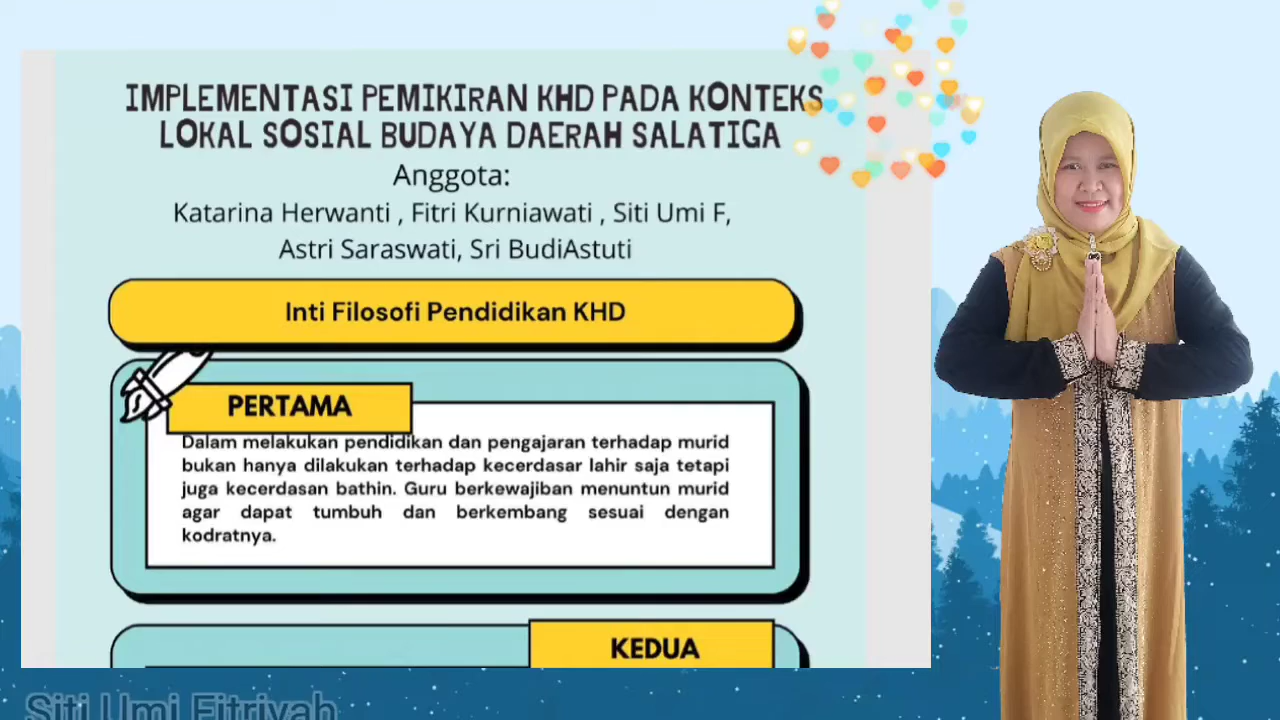 IMPLEMENTASI PEMIKIRAN KHD PADA KONTEKS
LOKAL SOSIAL BUDAYA DAERAH SALATIGA
Anggota:
Katarina Herwanti , Fitri Kurniawati , Siti Umi F,
Astri Saraswati, Sri BudiAstuti
Inti Filosofi Pendidikan KHD
PERTAMA
Dalam melakukan pendidikan dan pengajaran terhadap murid
bukan hanya dilakukan terhadap kecerdasar lahir saja tetapi
juga kecerdasan bathin. Guru berkewajiban menuntun murid
agar dapat tumbuh dan berkembang sesuai dengan
kodratnya.
KEDUA
Siti Umi Fitriyah